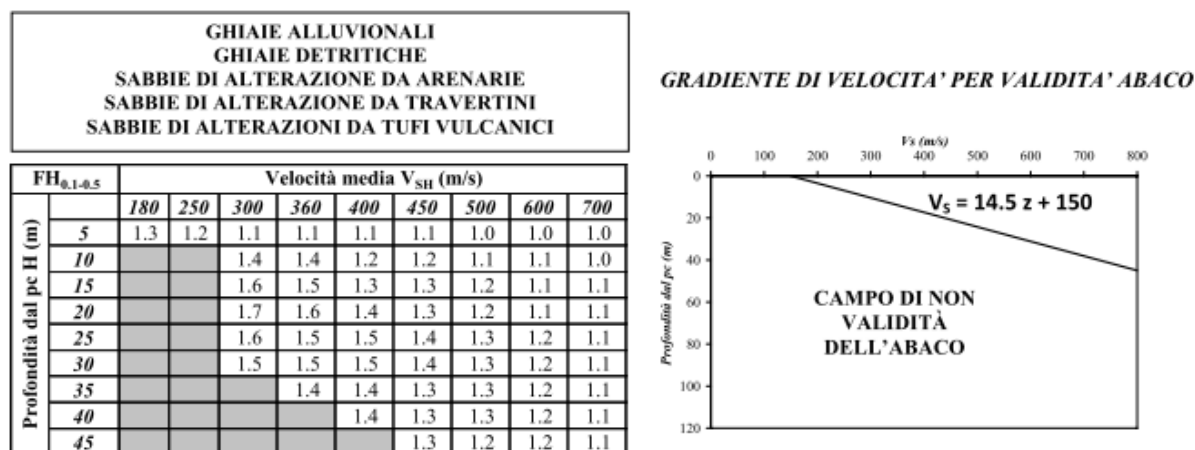 GHIAIE ALLUVIONALI
GHIAIE DETRITICHE
SABBIE DI ALTERAZIONE DA ARENARIE
SABBIE DI ALTERAZIONE DA TRAVERTINI
SABBIE DI ALTERAZIONI DA TUFI VULCANICI
FH0.1-0.5 Velocità media VSH (m/s)
180 250 300 360 400 450 500 600 700
Profondità dal pc H (m)
5 1.3 1.2 1.1 1.1 1.1 1.1 1.0 1.0 1.0
10 1.4 1.4 1.2 1.2 1.1 1.1 1.0
15 1.6 1.5 1.3 1.3 1.2 1.1 1.1
20 1.7 1.6 1.4 1.3 1.2 1.1 1.1
25 1.6 1.5 1.5 1.4 1.3 1.2 1.1
30 1.5 1.5 1.5 1.4 1.3 1.2 1.1
35 1.4 1.4 1.3 1.3 1.2 1.1
40 1.4 1.3 1.3 1.2 1.1
45 1.3 1.2 1.2 1.1
GRADIENTE DI VELOCITA' PER VALIDITA' ABACO
Vs (m/s)
0 100 200 300 400 500 600 700 800
Profondità dal pc (m)
0
20
40
60
80
100
120
VS = 14.5 z + 150
CAMPO DI NON
VALIDITÀ
DELL'ABACO